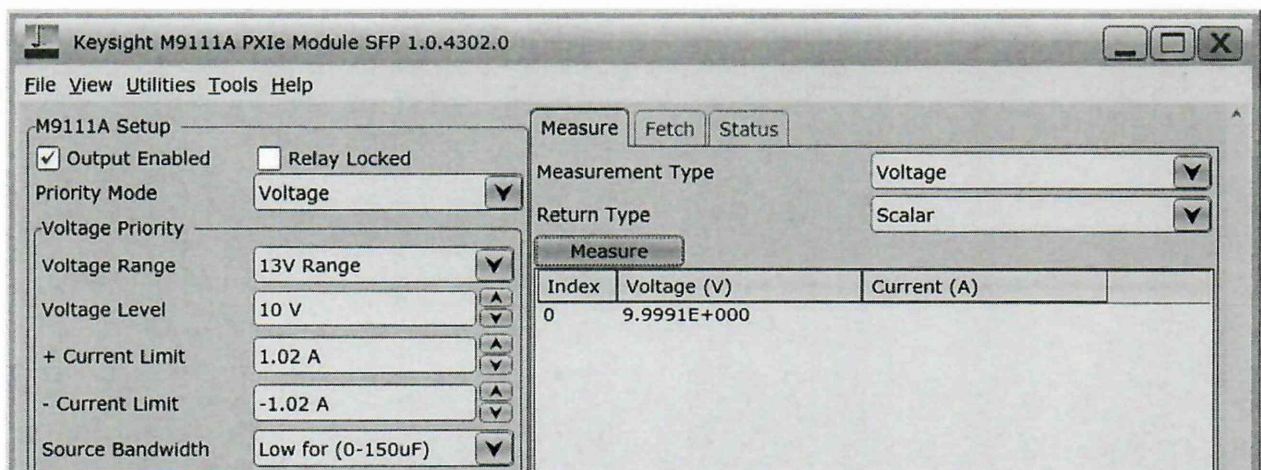 Keysight M9111A PXIe Module SFP 1.0.4302.0
File View Utilities Tools Help
M9111A Setup
Output Enabled
Relay Locked
Priority Mode
Voltage
Voltage Priority
Voltage Range
13V Range
Voltage Level
10 V
+ Current Limit
1.02 A
- Current Limit
-1.02 A
Source Bandwidth
Low for (0-150uF)
Measure Fetch Status
Measurement Type
Voltage
Return Type
Scalar
Measure
Index Voltage (V) Current (A)
0 9.9991E+000